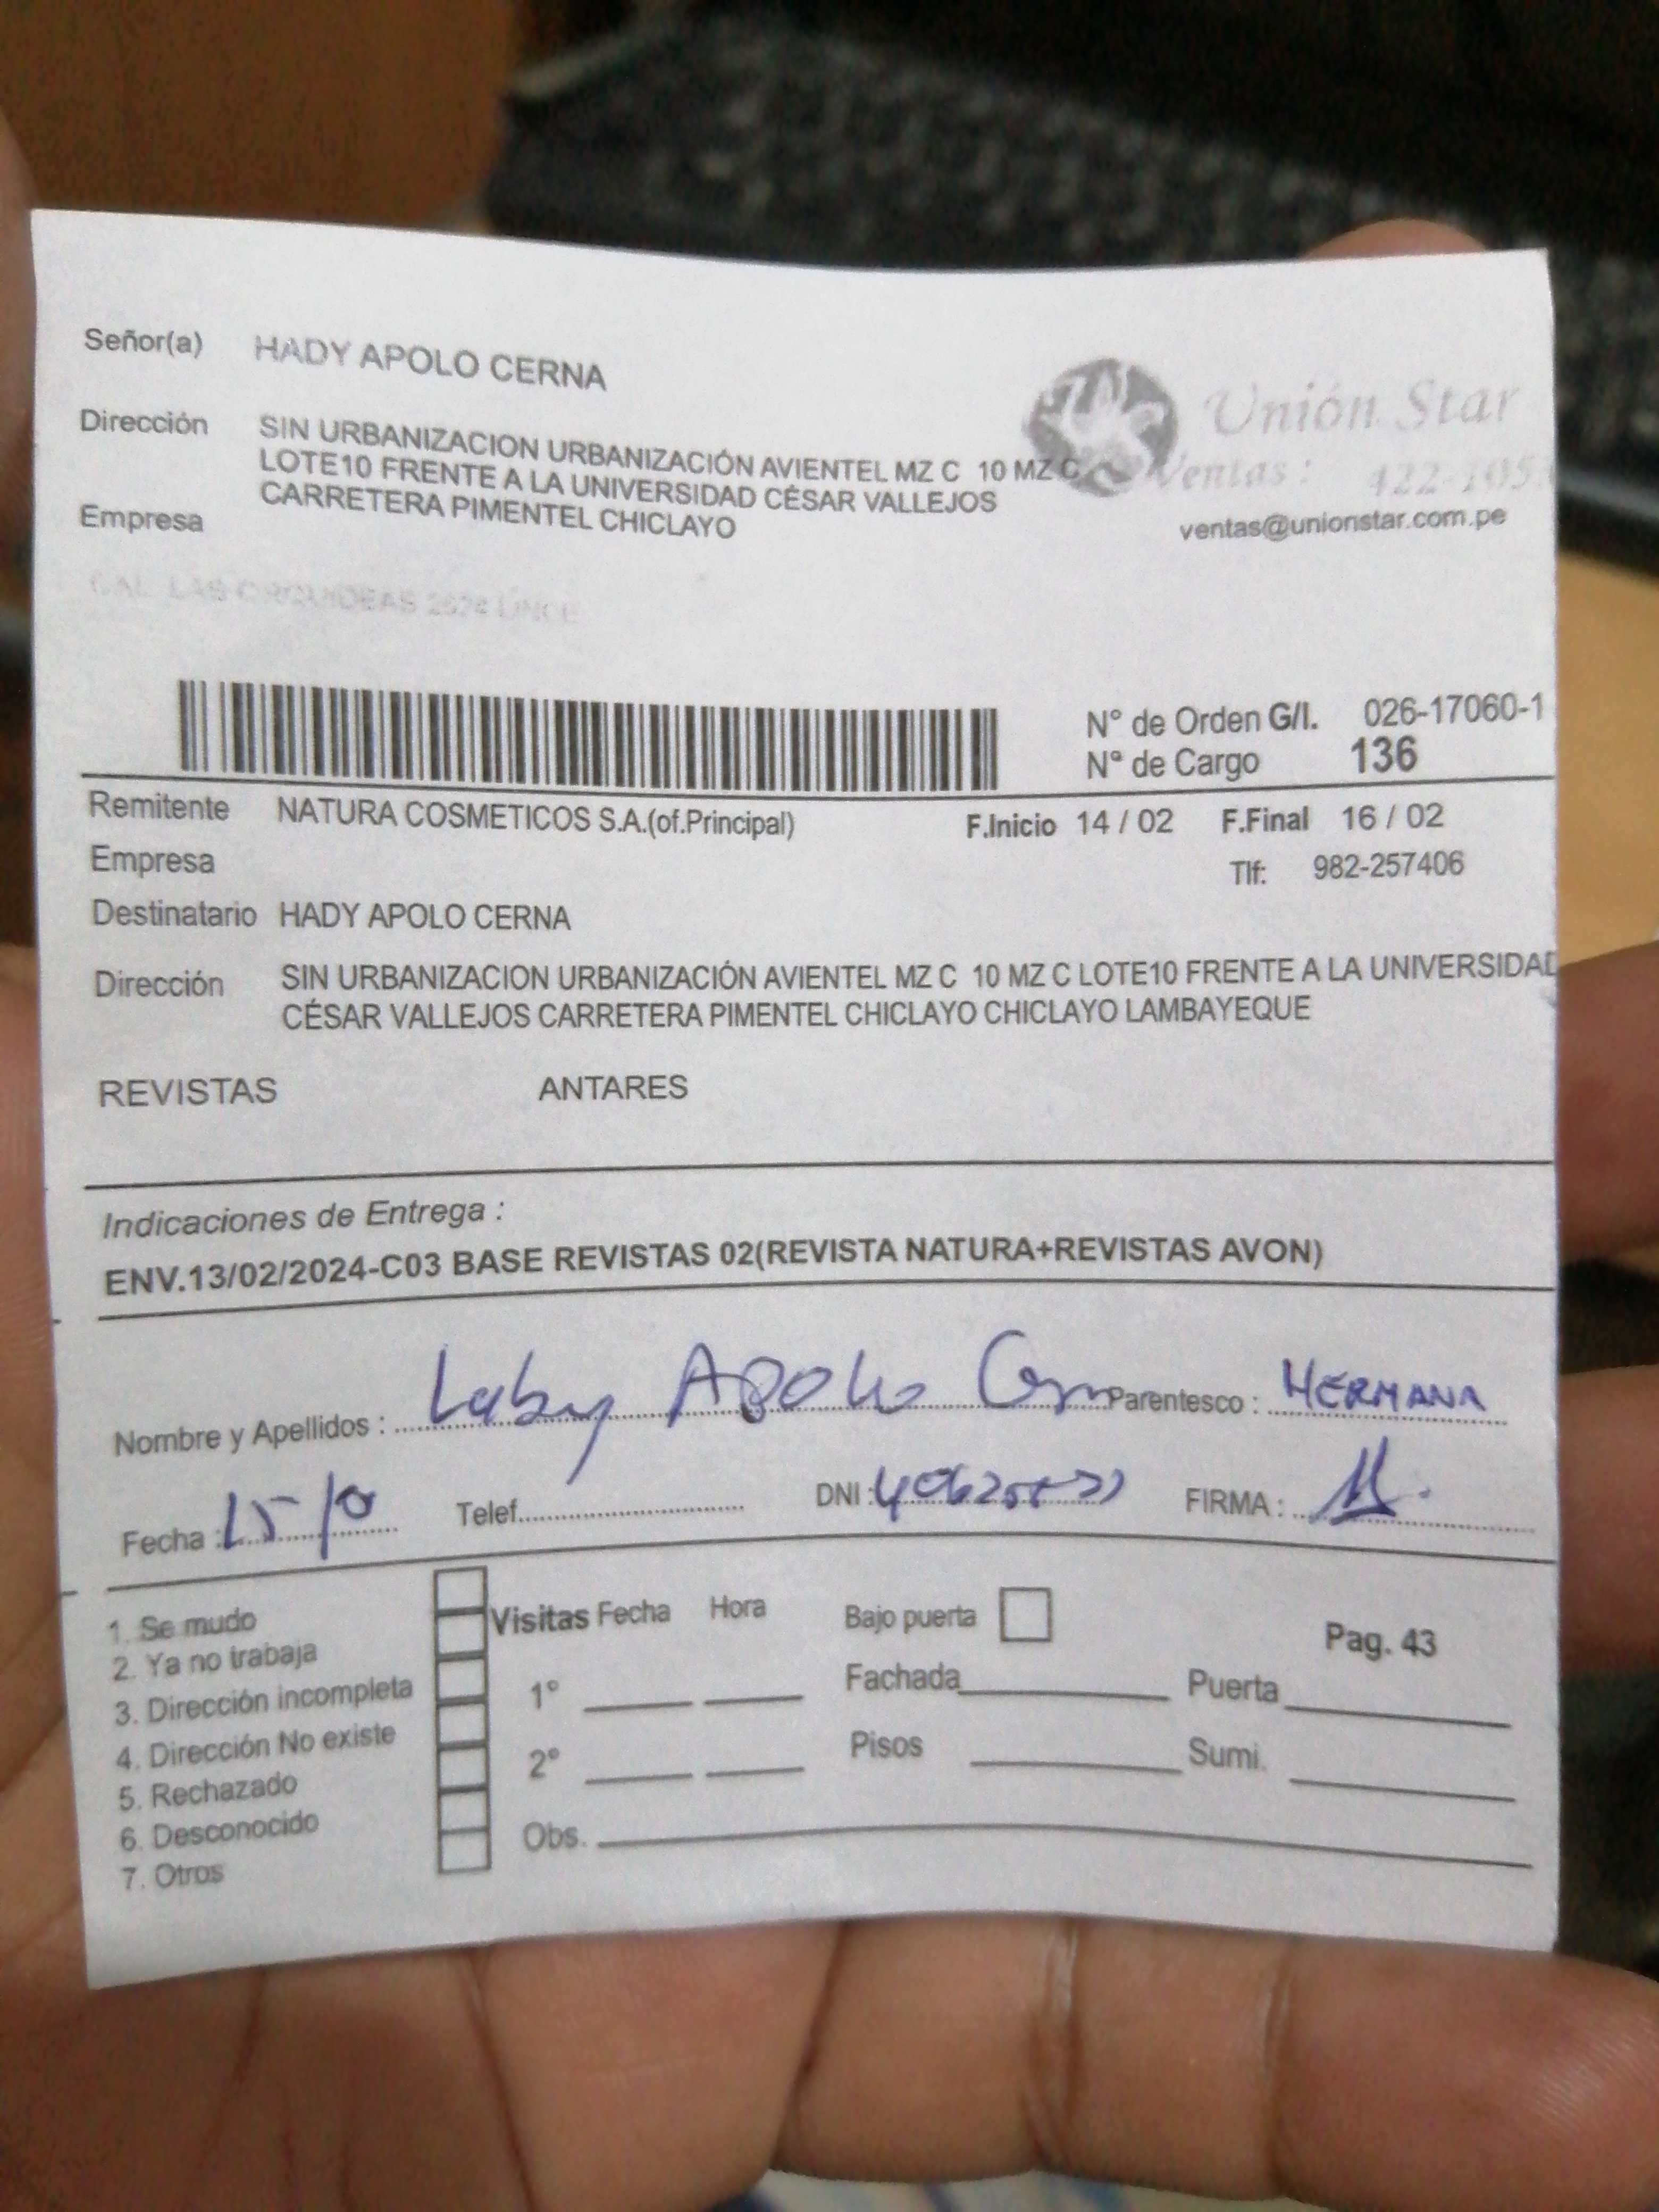 Señor(a) HADY APOLO CERNA
Dirección SIN URBANIZACION URBANIZACIÓN AVIENTEL MZ C 10 MZ C
LOTE10 FRENTE A LA UNIVERSIDAD CÉSAR VALLEJOS
CARRETERA PIMENTEL CHICLAYO
Empresa
Unión Star
Ventas : 422-105
ventas@unionstar.com.pe
CAL LAS ORQUIDEAS LINCE
N° de Orden G/I. 026-17060-1
N° de Cargo 136
Remitente NATURA COSMETICOS S.A.(of.Principal) F.Inicio 14 / 02 F.Final 16 / 02
Empresa Tlf: 982-257406
Destinatario HADY APOLO CERNA
Dirección SIN URBANIZACION URBANIZACIÓN AVIENTEL MZ C 10 MZ C LOTE10 FRENTE A LA UNIVERSIDAD
CÉSAR VALLEJOS CARRETERA PIMENTEL CHICLAYO CHICLAYO LAMBAYEQUE
REVISTAS ANTARES
Indicaciones de Entrega :
ENV.13/02/2024-C03 BASE REVISTAS 02(REVISTA NATURA+REVISTAS AVON)
Nombre y Apellidos : Apolo Parentesco : HERMANA
Fecha : Telef. DNI : FIRMA :
1. Se mudo
2. Ya no trabaja
3. Dirección incompleta
4. Dirección No existe
5. Rechazado
6. Desconocido
7. Otros
Visitas Fecha Hora
1°
2°
Obs.
Bajo puerta Pag. 43
Fachada Puerta
Pisos Sumi.